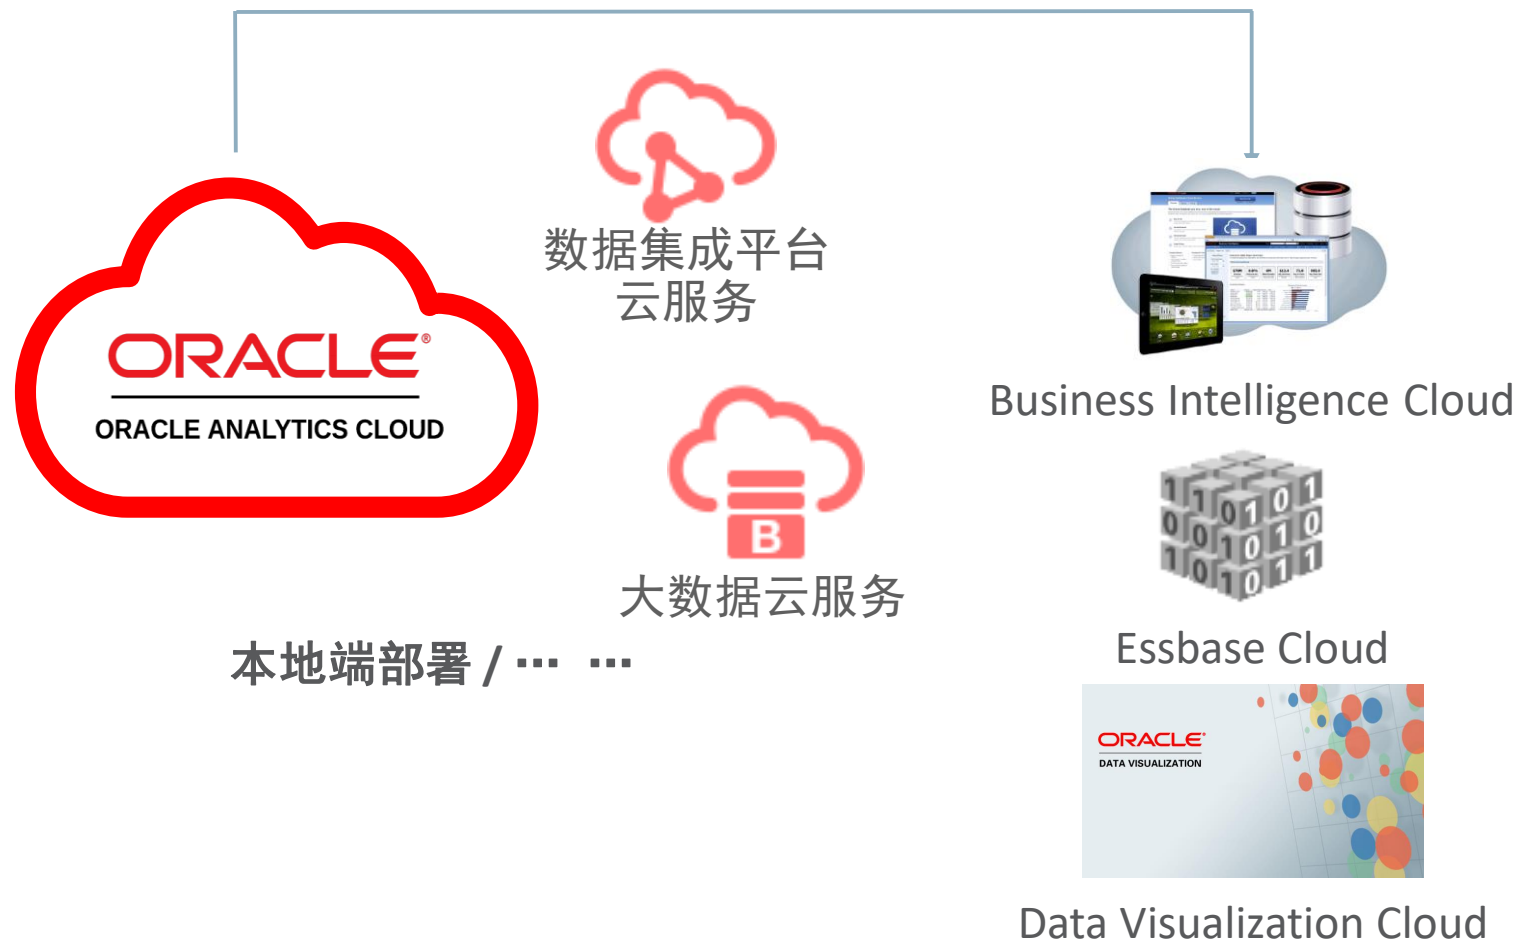 ORACLE®
ORACLE ANALYTICS CLOUD
数据集成平台
云服务
B
大数据云服务
本地端部署 / ··· ···
Business Intelligence Cloud
Essbase Cloud
ORACLE®
DATA VISUALIZATION
Data Visualization Cloud